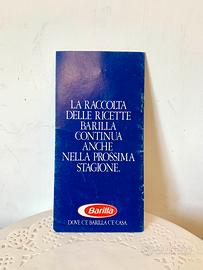 LA RACCOLTA
DELLE RICETTE
BARILLA
CONTINUA
ANCHE
NELLA PROSSIMA
STAGIONE.
Barilla
DOVE C'È BARILLA C'È CASA.